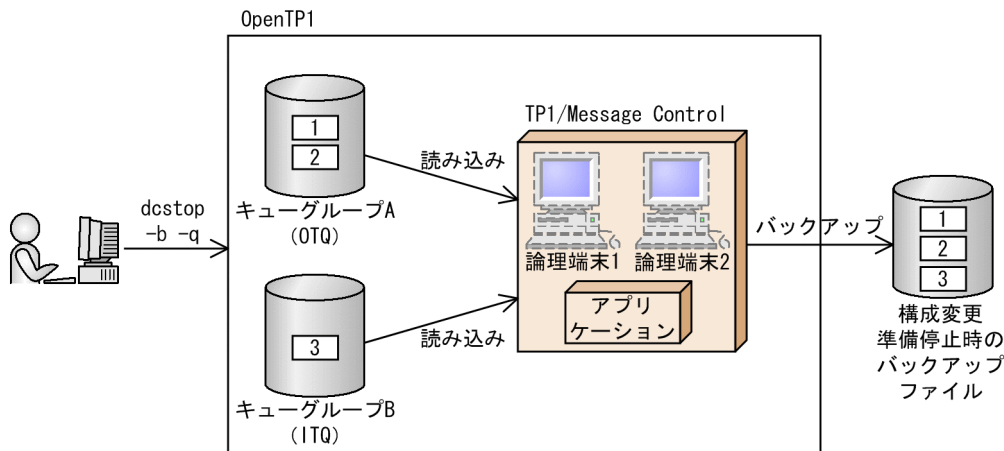 OpenTP1
1
2
キューグループA
(OTQ)
読み込み
TP1/Message Control
論理端末1
論理端末2
アプリ
ケーション
dcstop
-b -q
3
キューグループB
(ITQ)
読み込み
バックアップ
1
2
3
構成変更
準備停止時の
バックアップ
ファイル